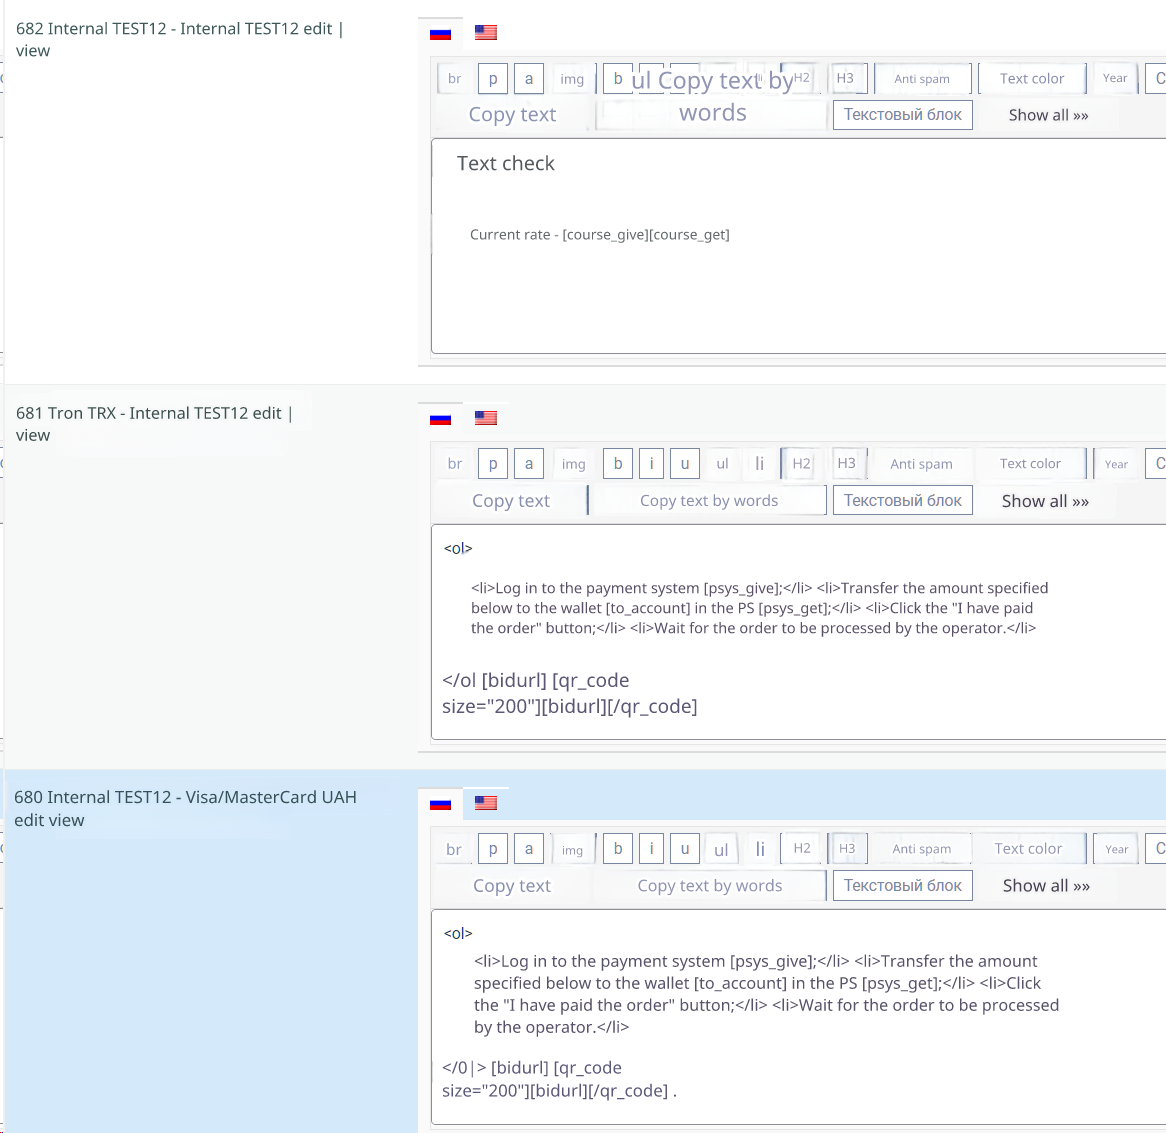 682 Internal TEST12 - Internal TEST12 edit |
view
br p a img b ul Copy text by li H2 H3 Anti spam Text color Year C
Copy text words Текстовый блок Show all »»
Text check
Current rate - [course_give][course_get]
681 Tron TRX - Internal TEST12 edit |
view
br p a img b i u ul li H2 H3 Anti spam Text color Year C
Copy text Copy text by words Текстовый блок Show all »»
<ol>
<li>Log in to the payment system [psys_give];</li> <li>Transfer the amount specified
below to the wallet [to_account] in the PS [psys_get];</li> <li>Click the "I have paid
the order" button;</li> <li>Wait for the order to be processed by the operator.</li>
</ol [bidurl] [qr_code
size="200"][bidurl][/qr_code]
680 Internal TEST12 - Visa/MasterCard UAH
edit view
br p a img b i u ul li H2 H3 Anti spam Text color Year C
Copy text Copy text by words Текстовый блок Show all »»
<ol>
<li>Log in to the payment system [psys_give];</li> <li>Transfer the amount
specified below to the wallet [to_account] in the PS [psys_get];</li> <li>Click
the "I have paid the order" button;</li> <li>Wait for the order to be processed
by the operator.</li>
</0|> [bidurl] [qr_code
size="200"][bidurl][/qr_code] .